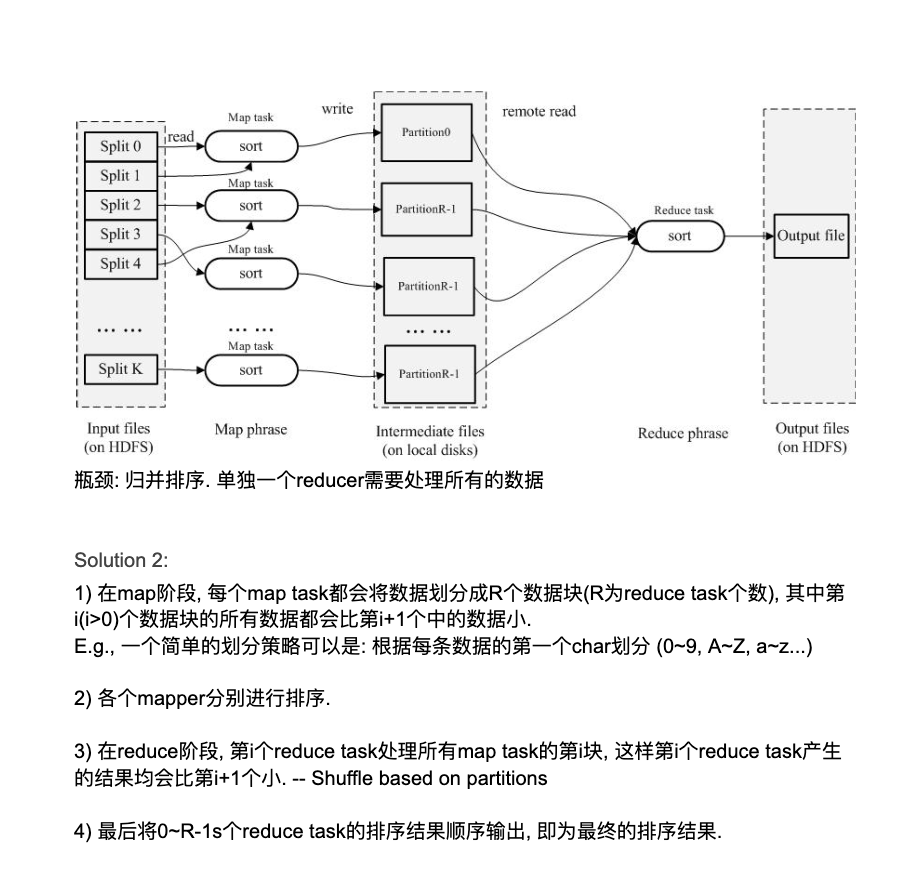 write
remote read
Map task
read
Split 0
sort
Partition0
Split 1
Map task
Split 2
sort
PartitionR-1
Reduce task
Split 3
sort
Output file
Split 4
Map task
sort
PartitionR-1
... ...
... ...
... ...
Map task
Split K
sort
PartitionR-1
Input files
(on HDFS)
Map phrase
Intermediate files
(on local disks)
Reduce phrase
Output files
(on HDFS)
瓶颈: 归并排序. 单独一个reducer需要处理所有的数据
Solution 2:
1) 在map阶段, 每个map task都会将数据划分成R个数据块(R为reduce task个数), 其中第
i(i>0)个数据块的所有数据都会比第i+1个中的数据小.
E.g., 一个简单的划分策略可以是: 根据每条数据的第一个char划分 (0~9, A~Z, a~z...)
2) 各个mapper分别进行排序.
3) 在reduce阶段, 第i个reduce task处理所有map task的第i块, 这样第i个reduce task产生
的结果均会比第i+1个小. -- Shuffle based on partitions
4) 最后将0~R-1s个reduce task的排序结果顺序输出, 即为最终的排序结果.